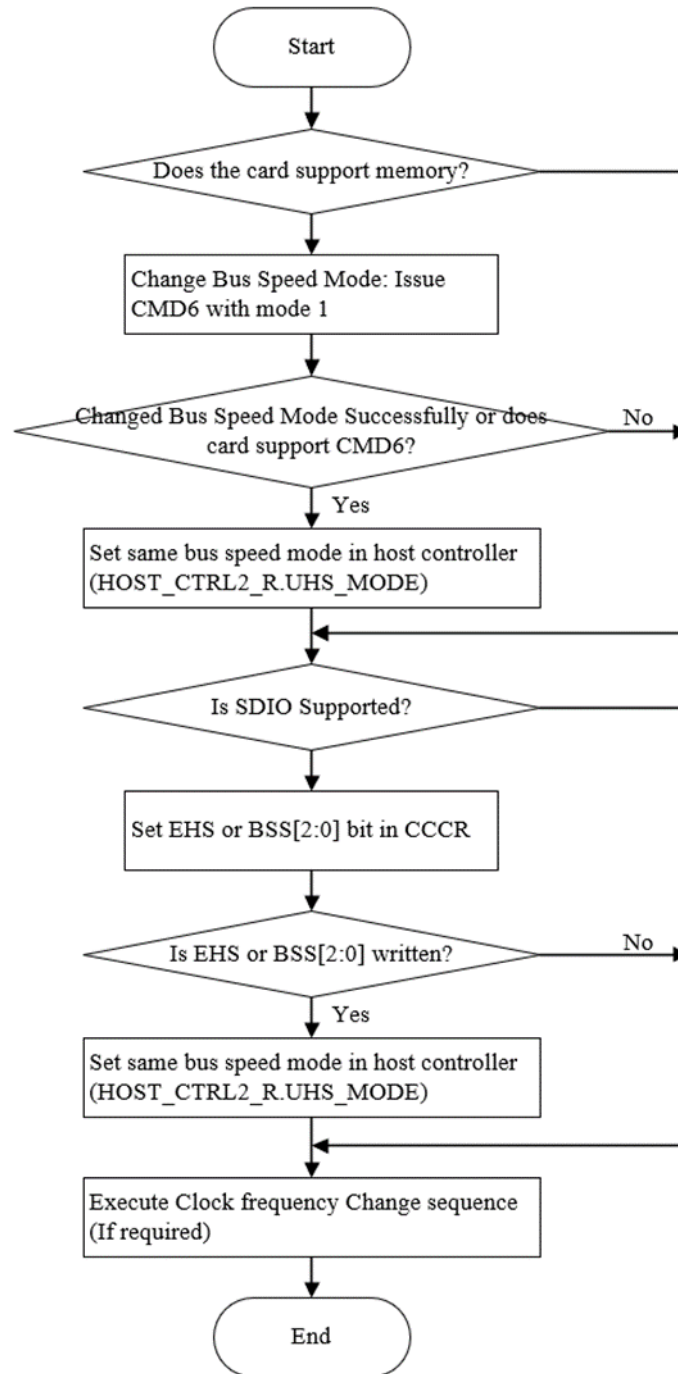 Start
Does the card support memory?
Change Bus Speed Mode: Issue
CMD6 with mode 1
Changed Bus Speed Mode Successfully or does
card support CMD6?
No
Yes
Set same bus speed mode in host controller
(HOST_CTRL2_R.UHS_MODE)
Is SDIO Supported?
Set EHS or BSS[2:0] bit in CCCR
Is EHS or BSS[2:0] written?
No
Yes
Set same bus speed mode in host controller
(HOST_CTRL2_R.UHS_MODE)
Execute Clock frequency Change sequence
(If required)
End